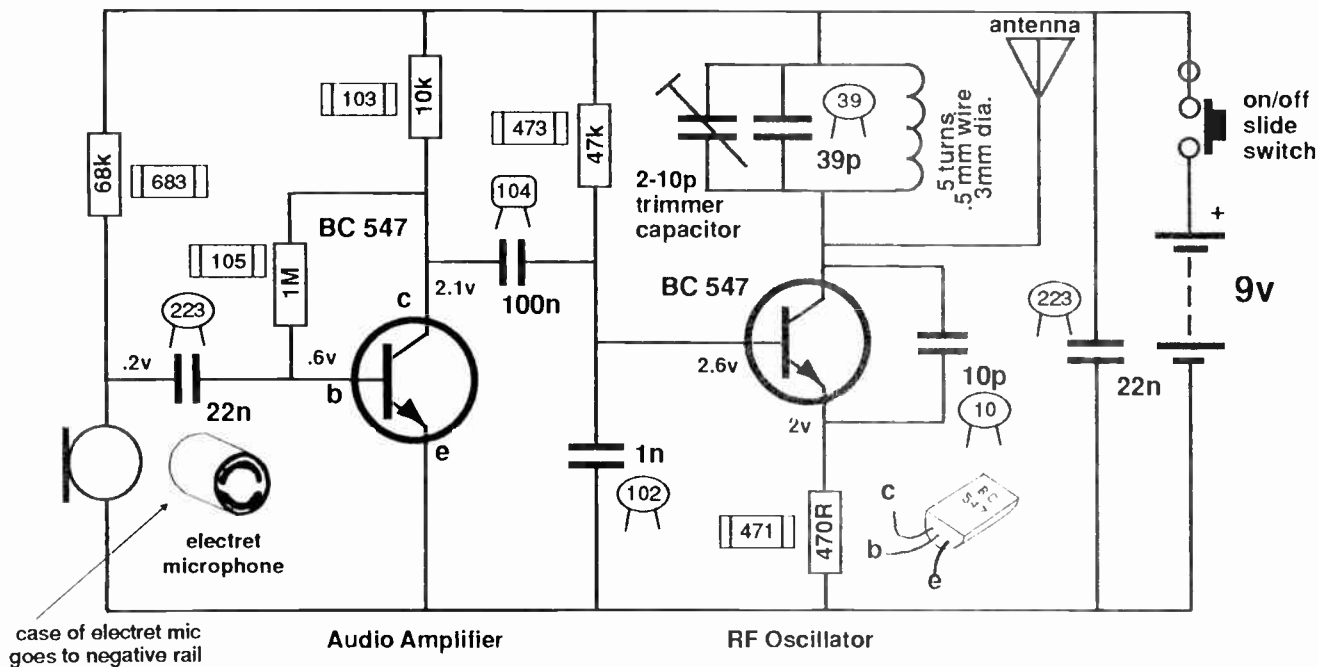 antenna
103
10k
473
47k
39
39p
5 turns
.5 mm wire
3mm dia.
on/off
slide
switch
68k
683
2-10p
trimmer
capacitor
104
BC 547
105
1M
100n
2.1v
c
223
.2v
22n
.6v
b
e
BC 547
2.6v
2v
10p
10
223
22n
+
9v
1n
102
471
470R
c
b
e
BC
547
electret
microphone
case of electret mic
goes to negative rail
Audio Amplifier
RF Oscillator